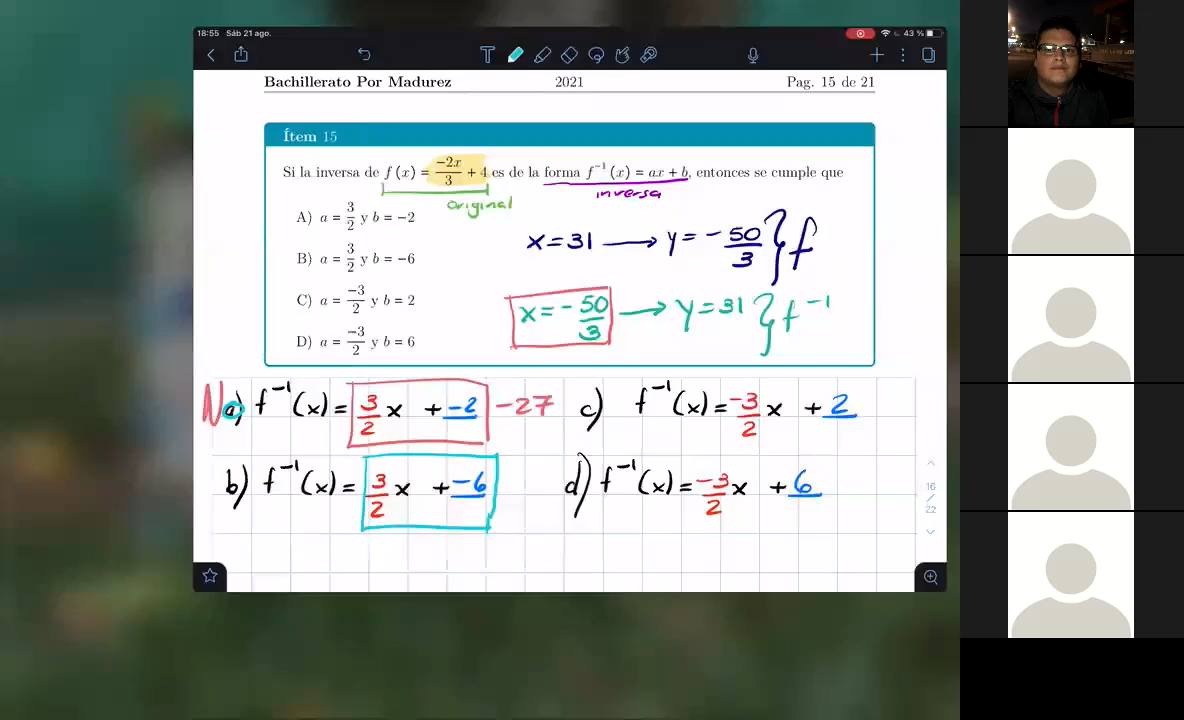 18:55 Sáb 21 ago. 43 %
Bachillerato Por Madurez 2021 Pag. 15 de 21
Ítem 15
Si la inversa de f (x) = -2x/3 + 4 es de la forma f⁻¹ (x) = ax + b, entonces se cumple que
original inversa
A) a = 3/2 y b = −2
B) a = 3/2 y b = −6
C) a = −3/2 y b = 2
D) a = −3/2 y b = 6
x = 31 → y = - 50/3 } f
x = - 50/3 → y = 31 } f⁻¹
No
a) f⁻¹(x) = 3/2 x + -2 -27
b) f⁻¹(x) = 3/2 x + -6
c) f⁻¹(x) = -3/2 x + 2
d) f⁻¹(x) = -3/2 x + 6
16
/
22